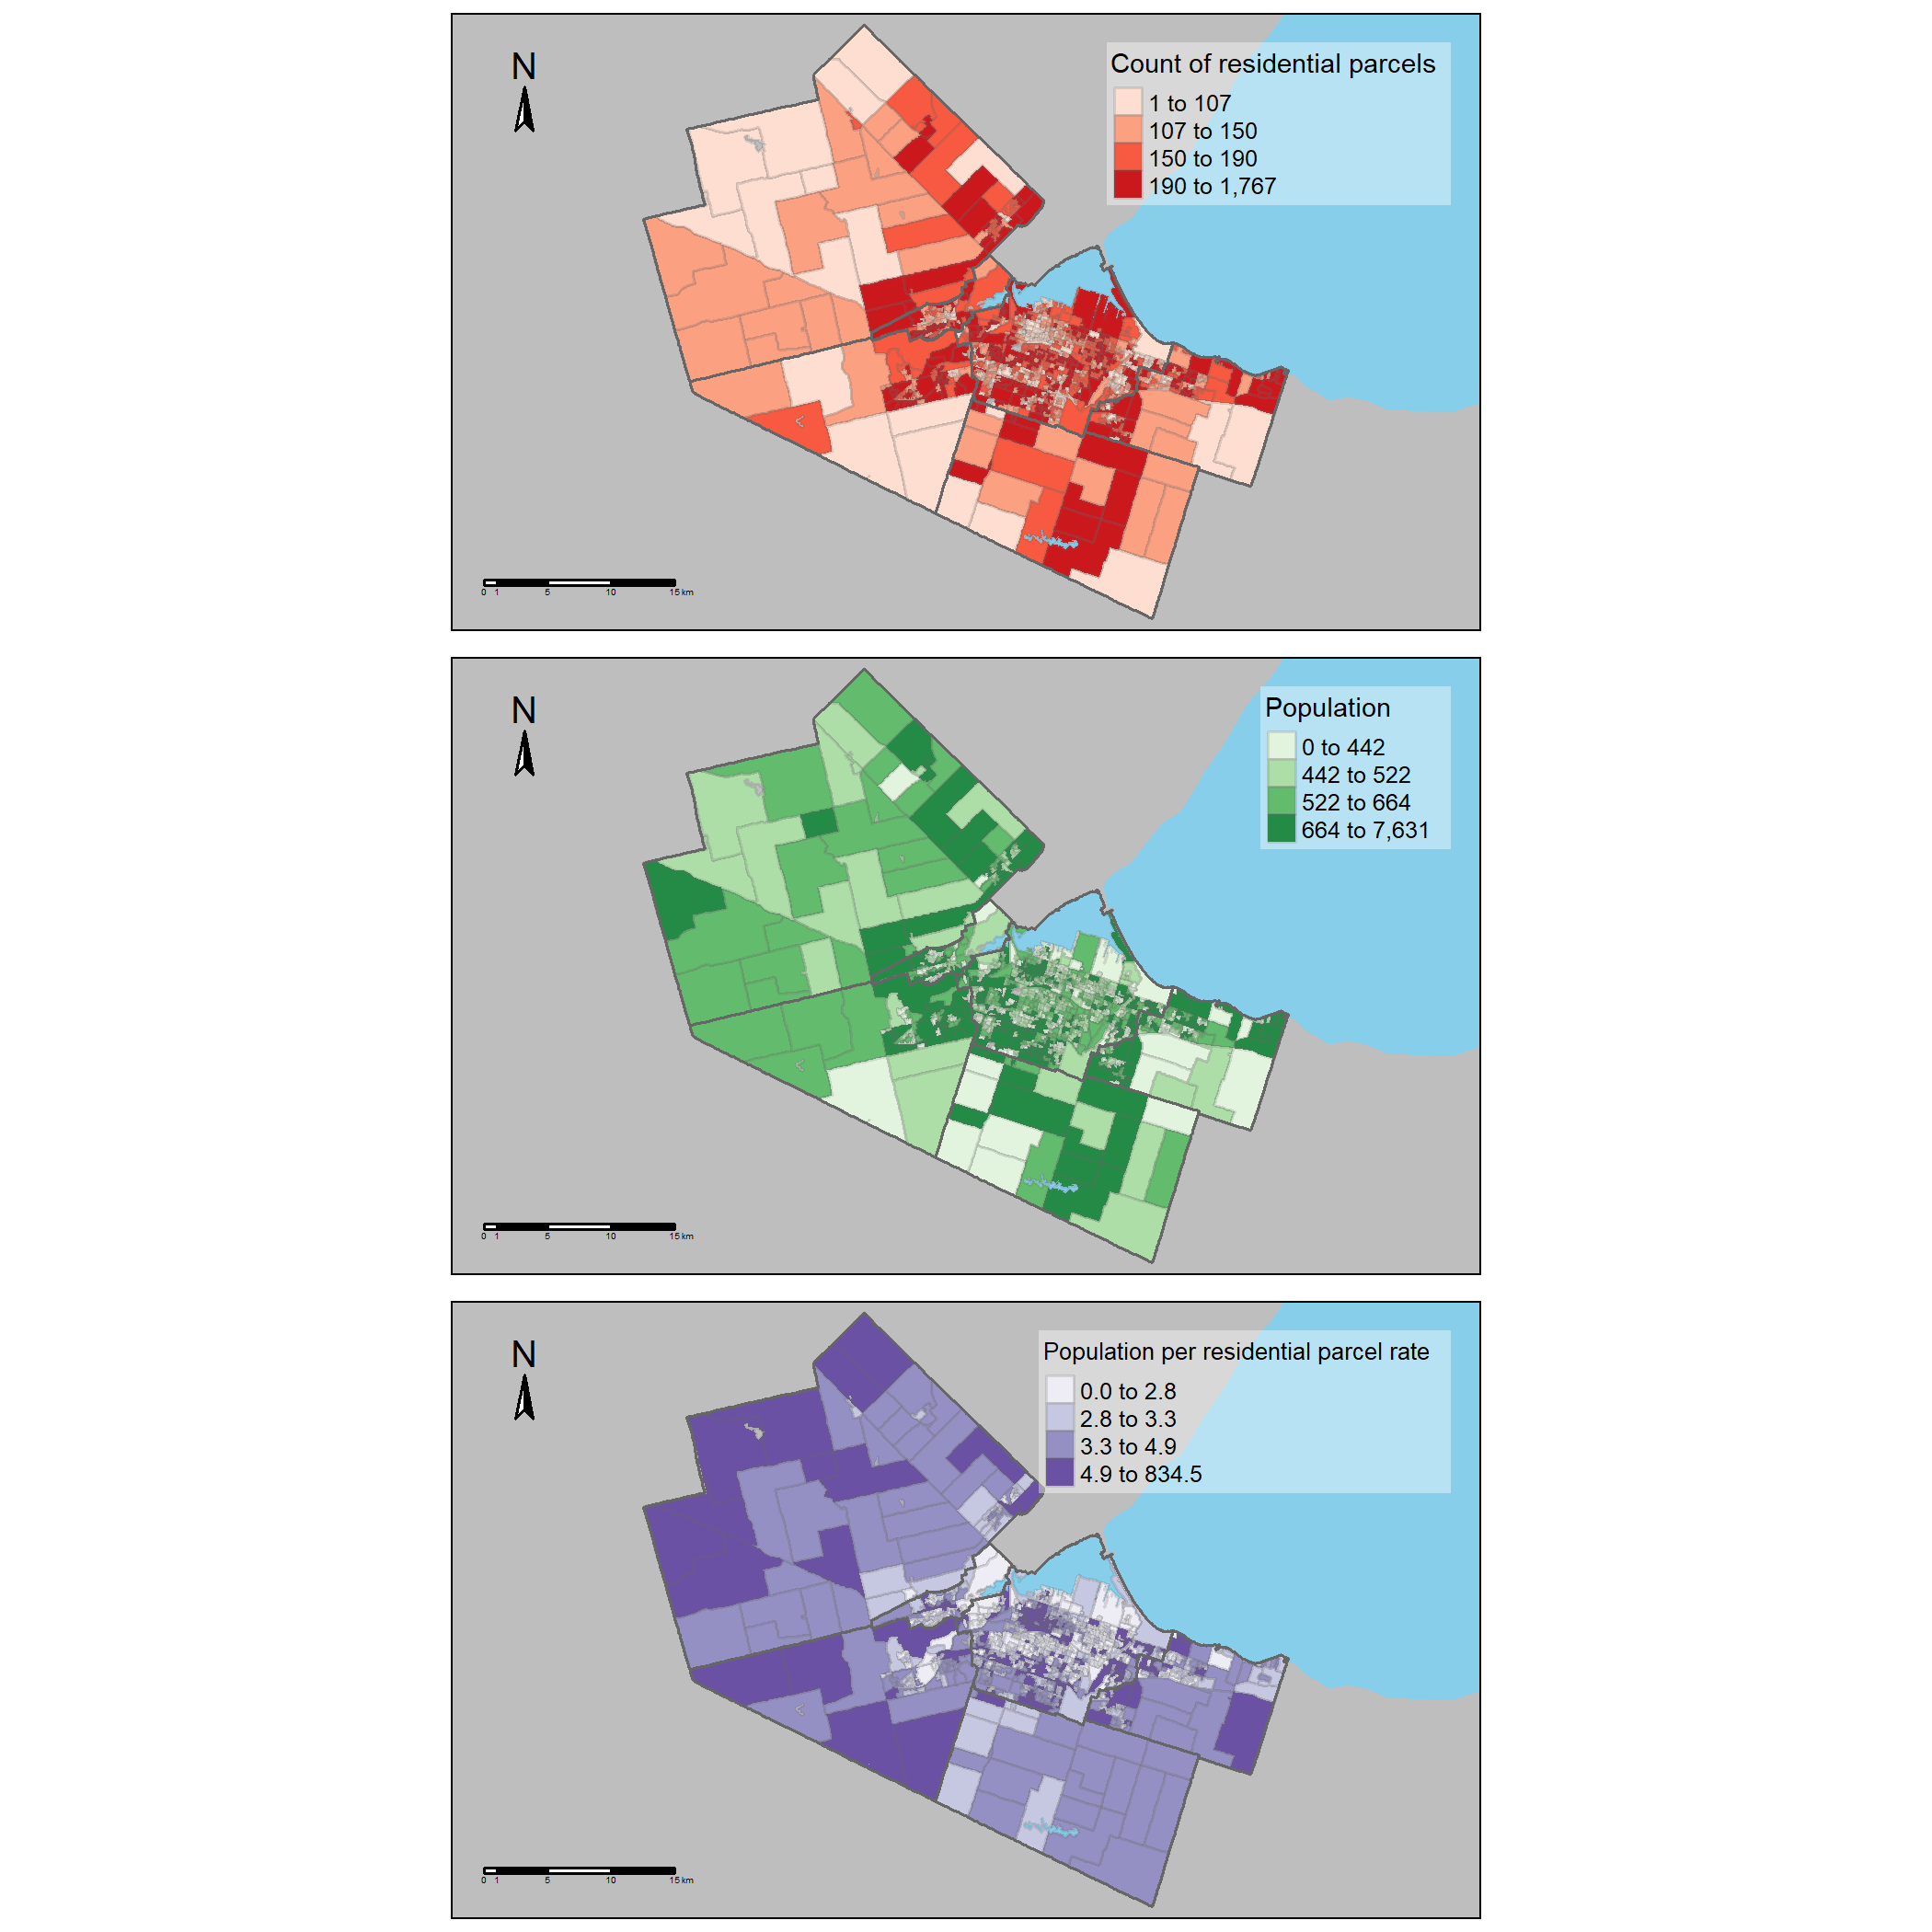 N
Count of residential parcels
1 to 107
107 to 150
150 to 190
190 to 1,767
0 1 5 10 15 km
N
Population
0 to 442
442 to 522
522 to 664
664 to 7,631
0 1 5 10 15 km
N
Population per residential parcel rate
0.0 to 2.8
2.8 to 3.3
3.3 to 4.9
4.9 to 834.5
0 1 5 10 15 km